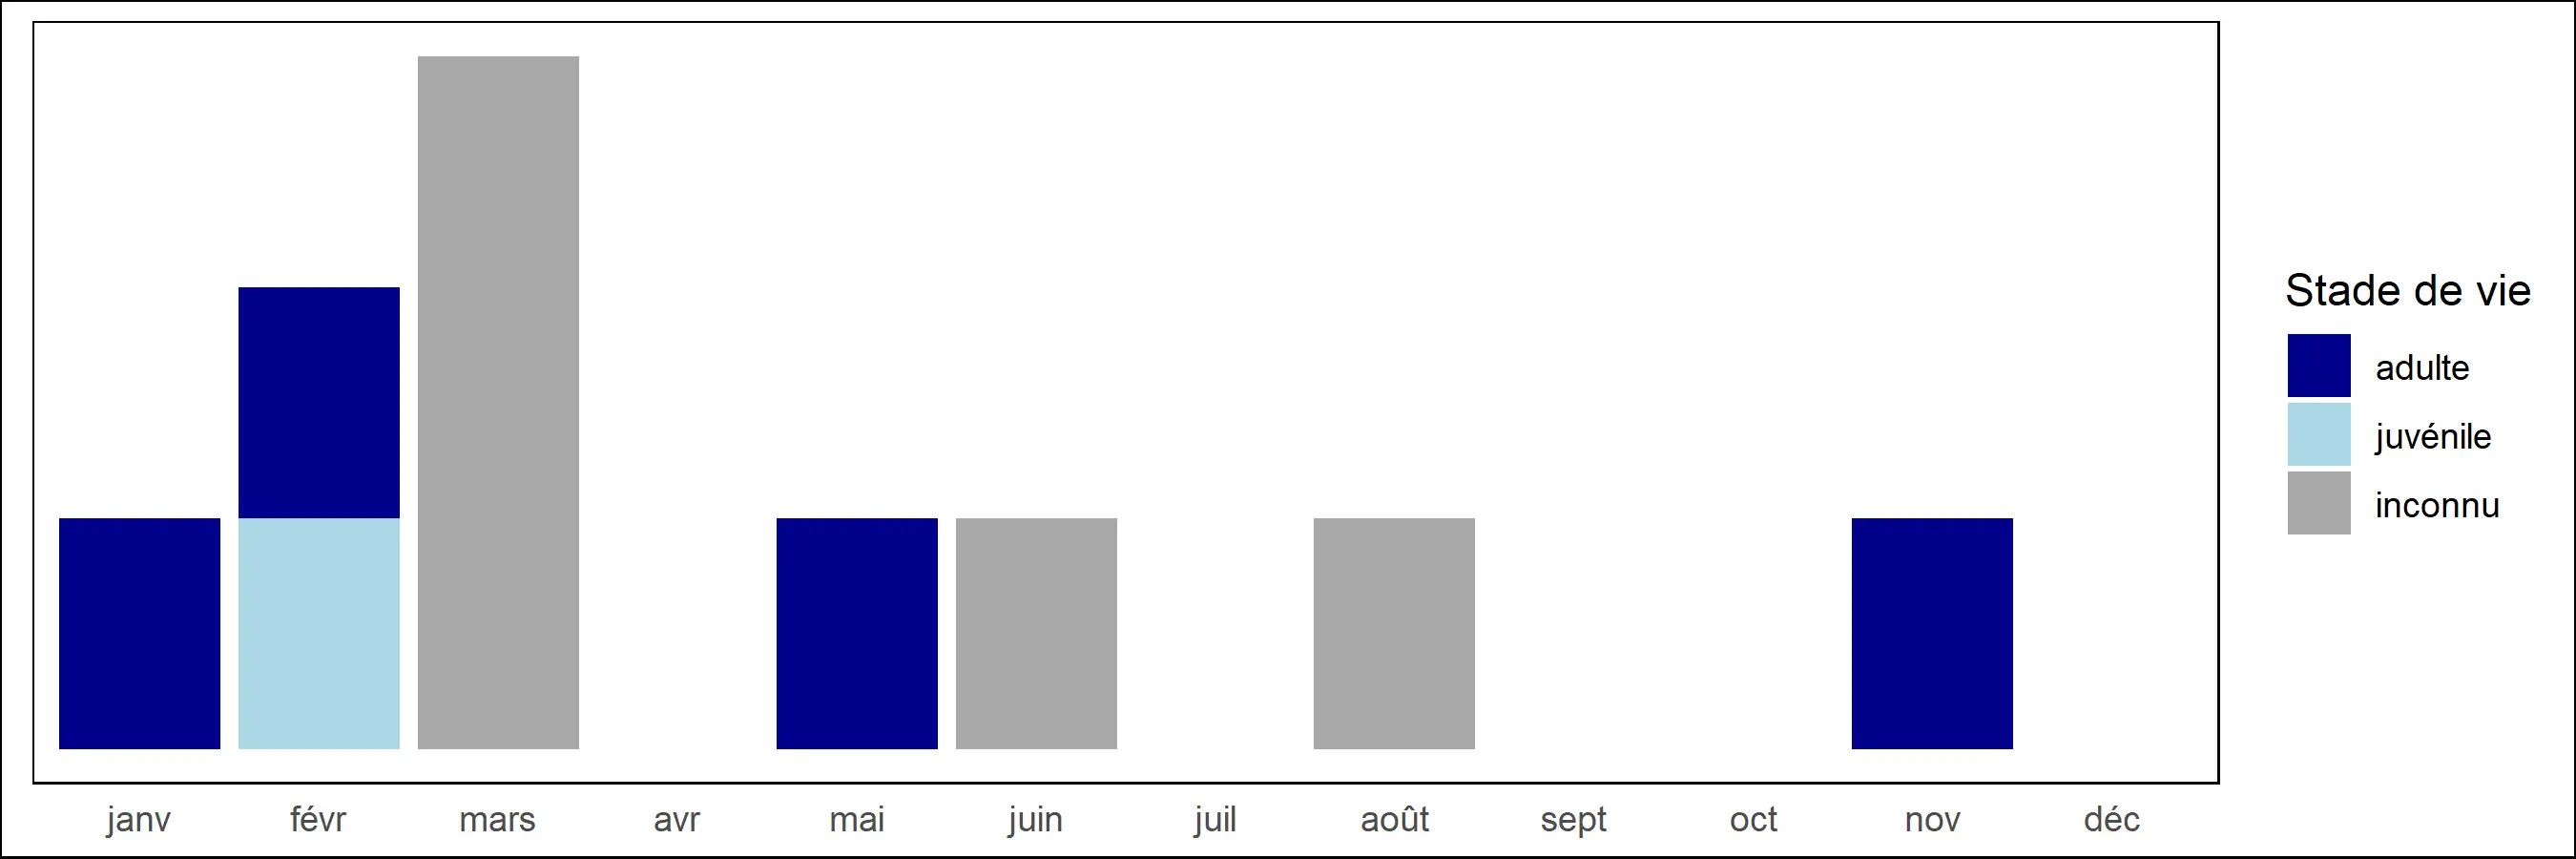 Stade de vie
adulte
juvénile
inconnu
janv févr mars avr mai juin juil août sept oct nov déc